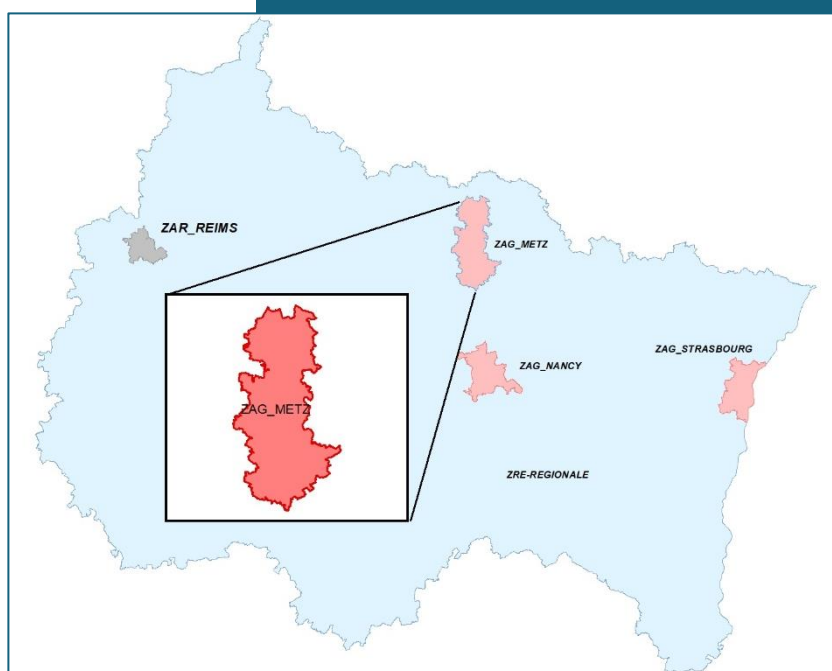 ZAR_REIMS
ZAG_METZ
ZAG_STRASBOURG
ZAG_NANCY
ZAG_METZ
ZRE-REGIONALE